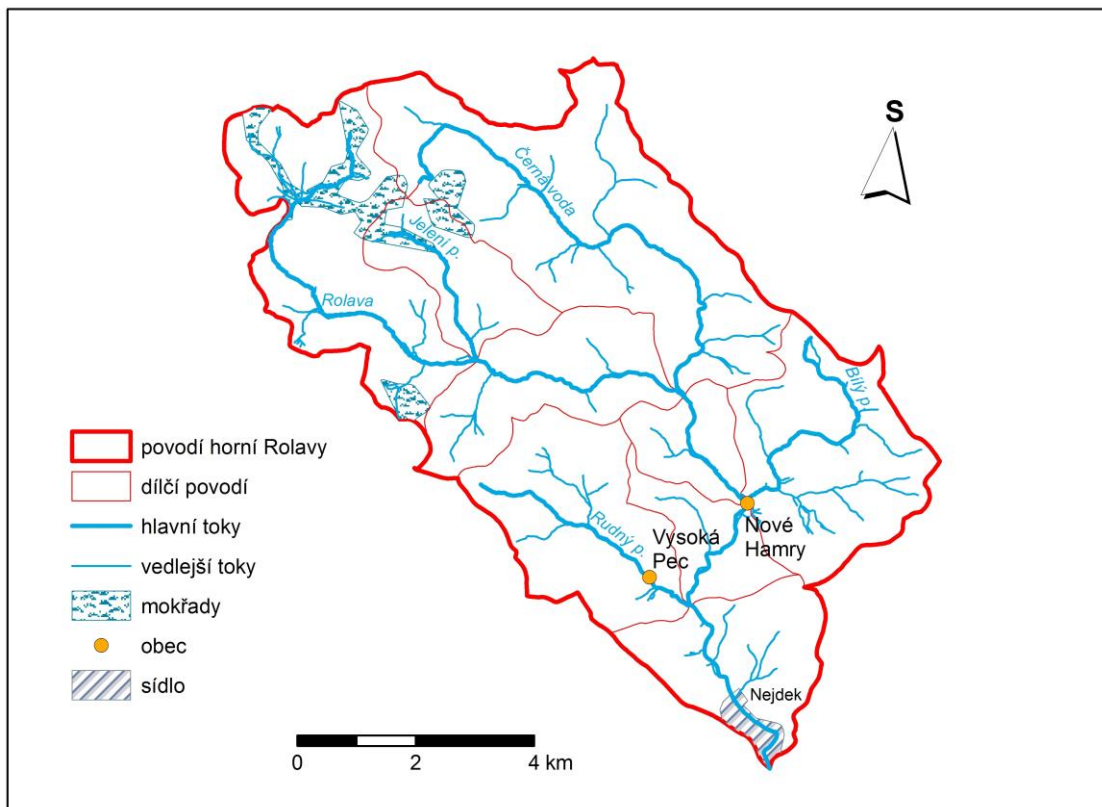 S
Černá voda
Jelení p.
Rolava
Bílý p.
Rudný p.
Vysoká
Pec
Nové
Hamry
Nejdek
povodí horní Rolavy
dílčí povodí
hlavní toky
vedlejší toky
mokřady
obec
sídlo
0 2 4 km